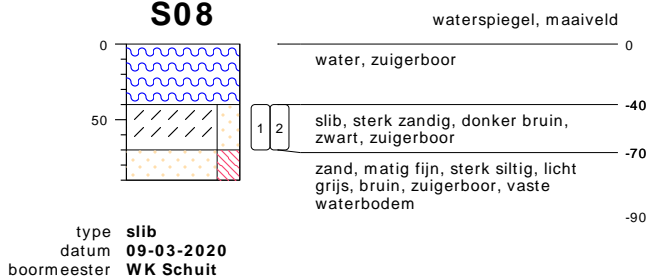 S08
waterspiegel, maaiveld
0
0
water, zuigerboor
-40
50
1 2
slib, sterk zandig, donker bruin,
zwart, zuigerboor
-70
zand, matig fijn, sterk siltig, licht
grijs, bruin, zuigerboor, vaste
waterbodem
-90
type slib
datum 09-03-2020
boormeester WK Schuit